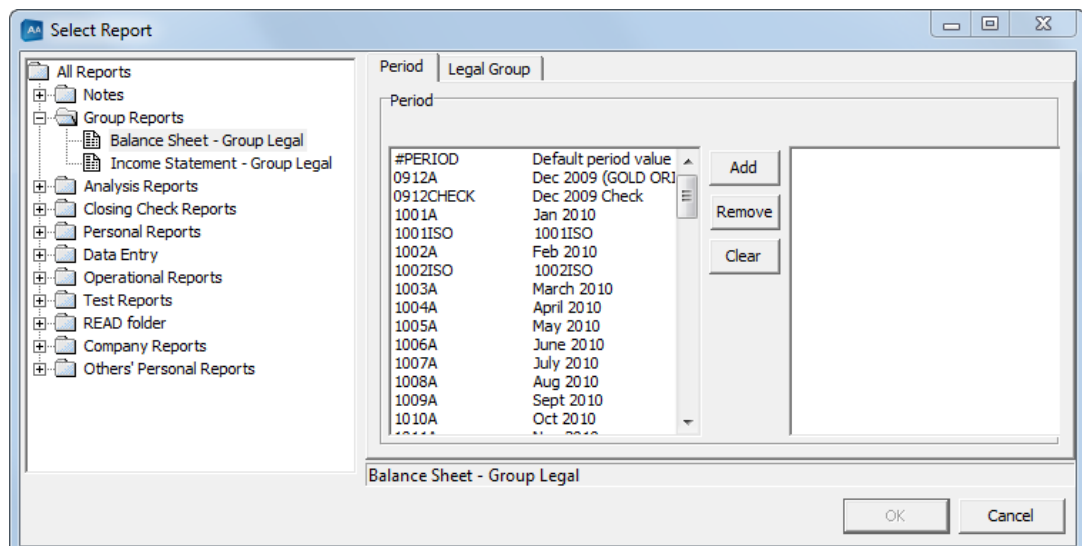 AA Select Report
All Reports
Notes
Group Reports
Balance Sheet - Group Legal
Income Statement - Group Legal
Analysis Reports
Closing Check Reports
Personal Reports
Data Entry
Operational Reports
Test Reports
READ folder
Company Reports
Others' Personal Reports
Period Legal Group
Period
#PERIOD Default period value
0912A Dec 2009 (GOLD ORI
0912CHECK Dec 2009 Check
1001A Jan 2010
1001ISO 1001ISO
1002A Feb 2010
1002ISO 1002ISO
1003A March 2010
1004A April 2010
1005A May 2010
1006A June 2010
1007A July 2010
1008A Aug 2010
1009A Sept 2010
1010A Oct 2010
Add
Remove
Clear
Balance Sheet - Group Legal
OK Cancel